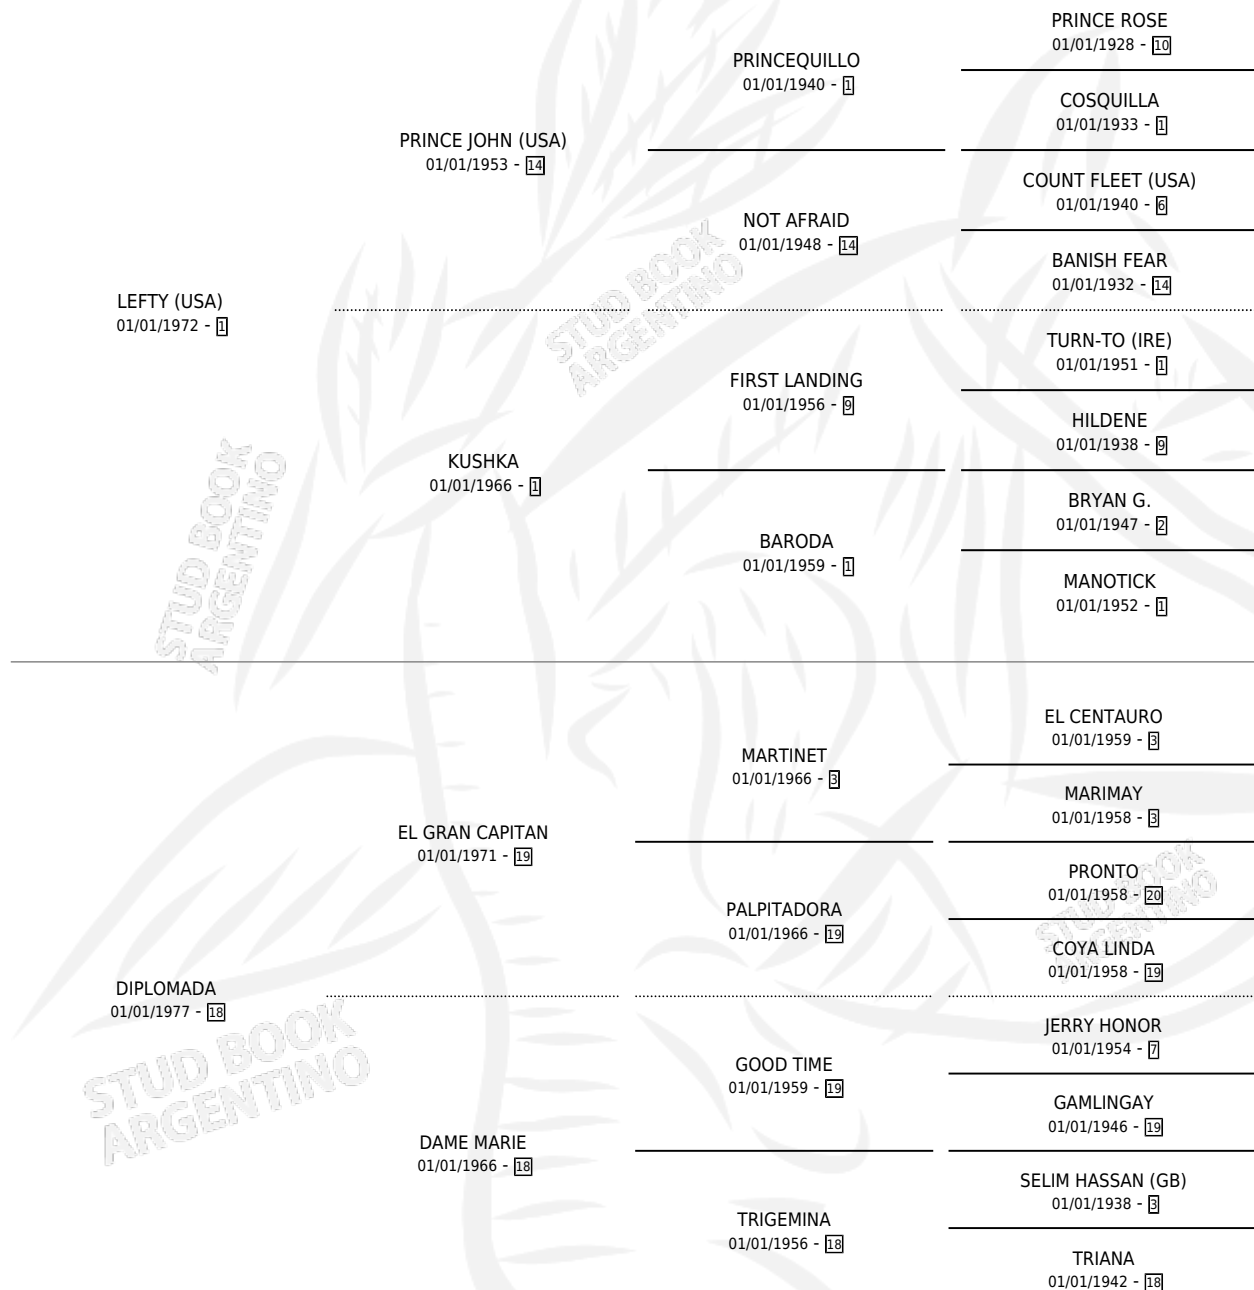 PRINCE ROSE
01/01/1928 - 10
PRINCEQUILLO
01/01/1940 - 1
COSQUILLA
01/01/1933 - 1
PRINCE JOHN (USA)
01/01/1953 - 14
COUNT FLEET (USA)
01/01/1940 - 6
NOT AFRAID
01/01/1948 - 14
BANISH FEAR
01/01/1932 - 14
LEFTY (USA)
01/01/1972 - 1
TURN-TO (IRE)
01/01/1951 - 1
FIRST LANDING
01/01/1956 - 9
HILDENE
01/01/1938 - 9
KUSHKA
01/01/1966 - 1
BRYAN G.
01/01/1947 - 2
BARODA
01/01/1959 - 1
MANOTICK
01/01/1952 - 1
EL CENTAURO
01/01/1959 - 3
MARTINET
01/01/1966 - 3
MARIMAY
01/01/1958 - 3
EL GRAN CAPITAN
01/01/1971 - 19
PRONTO
01/01/1958 - 20
PALPITADORA
01/01/1966 - 19
COYA LINDA
01/01/1958 - 19
DIPLOMADA
01/01/1977 - 18
JERRY HONOR
01/01/1954 - 7
GOOD TIME
01/01/1959 - 19
GAMLINGAY
01/01/1946 - 19
DAME MARIE
01/01/1966 - 18
SELIM HASSAN (GB)
01/01/1938 - 3
TRIGEMINA
01/01/1956 - 18
TRIANA
01/01/1942 - 18
STUD BOOK
ARGENTINO
STUD BOOK
ARGENTINO
STUD BOOK
ARGENTINO
STUD BOOK
ARGENTINO